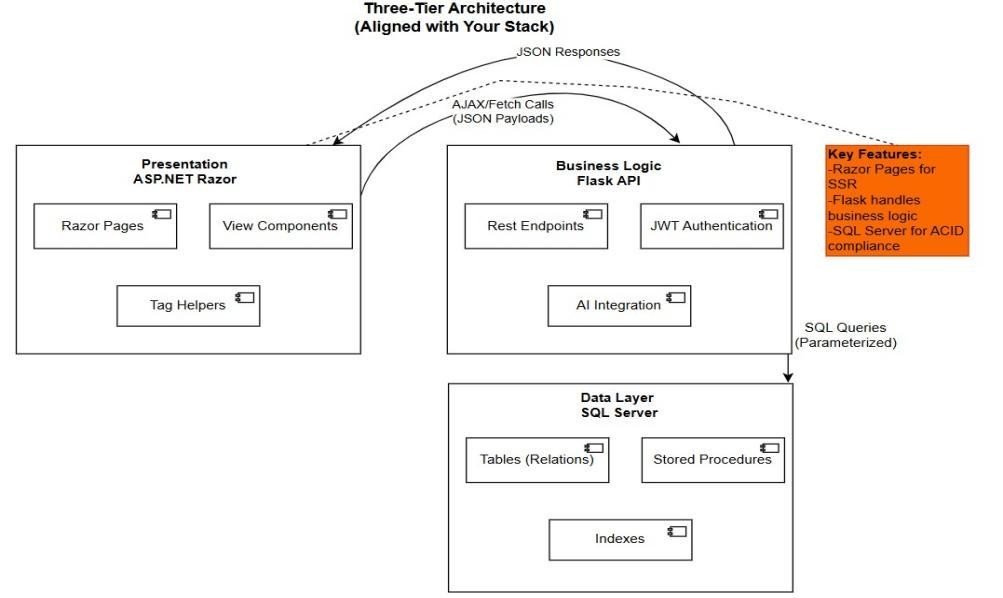 Three-Tier Architecture
(Aligned with Your Stack)
JSON Responses
AJAX/Fetch Calls
(JSON Payloads)
Presentation
ASP.NET Razor
Razor Pages
View Components
Tag Helpers
Business Logic
Flask API
Rest Endpoints
JWT Authentication
AI Integration
Key Features:
-Razor Pages for
SSR
-Flask handles
business logic
-SQL Server for ACID
compliance
SQL Queries
(Parameterized)
Data Layer
SQL Server
Tables (Relations)
Stored Procedures
Indexes